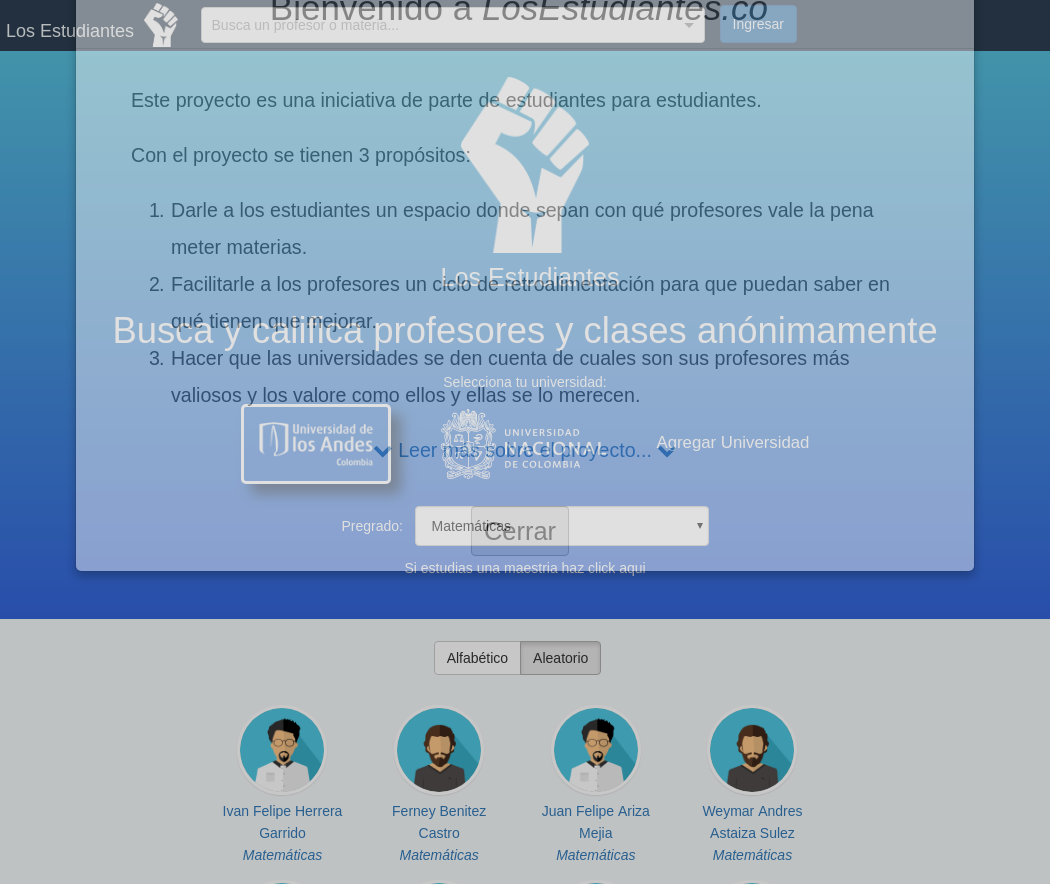 Bienvenido a LosEstudiantes.co
Los Estudiantes
Busca un profesor o materia...
Ingresar
Este proyecto es una iniciativa de parte de estudiantes para estudiantes.
Con el proyecto se tienen 3 propósitos:
1. Darle a los estudiantes un espacio donde sepan con qué profesores vale la pena
meter materias.
2. Facilitarle a los profesores un ciclo de retroalimentación para que puedan saber en
qué tienen que mejorar.
3. Hacer que las universidades se den cuenta de cuales son sus profesores más
valiosos y los valore como ellos y ellas se lo merecen.
Leer más sobre el proyecto...
Cerrar
Los Estudiantes
Busca y califica profesores y clases anónimamente
Selecciona tu universidad:
Universidad de
los Andes
Colombia
UNIVERSIDAD
NACIONAL
DE COLOMBIA
Agregar Universidad
Pregrado:
Matemáticas
Si estudias una maestria haz click aqui
Alfabético
Aleatorio
Ivan Felipe Herrera
Garrido
Matemáticas
Ferney Benitez
Castro
Matemáticas
Juan Felipe Ariza
Mejia
Matemáticas
Weymar Andres
Astaiza Sulez
Matemáticas